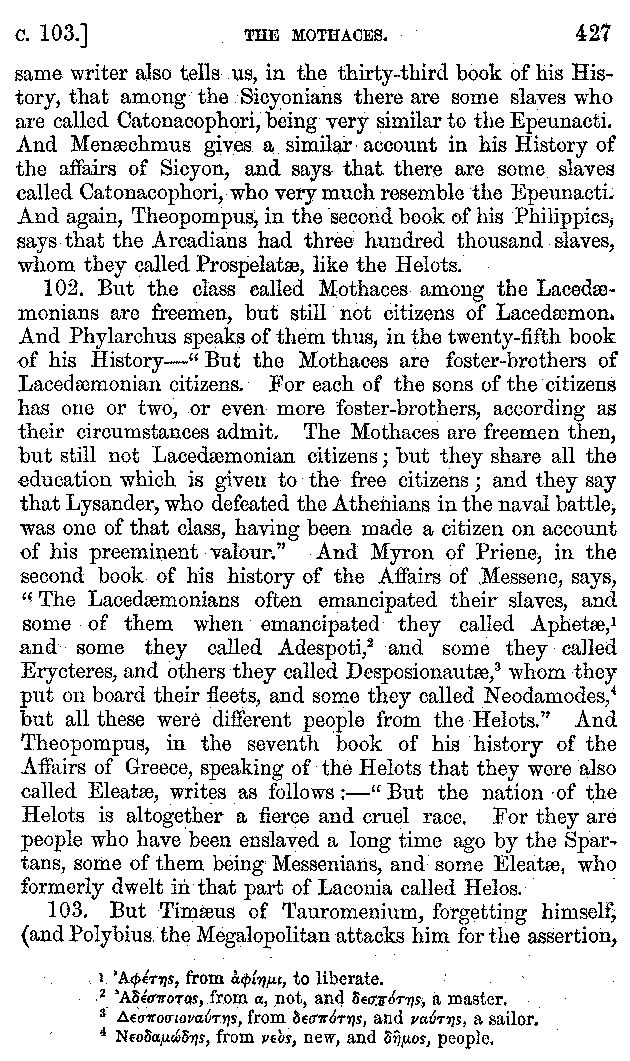 C. 103.] THE MOTHACES. 427
same writer also tells us, in the thirty-third book of his His-
tory, that among the Sicyonians there are some slaves who
are called Catonacophori, being very similar to the Epeunacti.
And Menæchmus gives a similar account in his History of
the affairs of Sicyon, and says that there are some slaves
called Catonacophori, who very much resemble the Epeunacti.
And again, Theopompus, in the second book of his Philippics,
says that the Arcadians had three hundred thousand slaves,
whom they called Prospelatæ, like the Helots.
102. But the class called Mothaces among the Lacedæ-
monians are freemen, but still not citizens of Lacedæmon.
And Phylarchus speaks of them thus, in the twenty-fifth book
of his History—“ But the Mothaces are foster-brothers of
Lacedæmonian citizens. For each of the sons of the citizens
has one or two, or even more foster-brothers, according as
their circumstances admit. The Mothaces are freemen then,
but still not Lacedæmonian citizens ; but they share all the
education which is given to the free citizens ; and they say
that Lysander, who defeated the Athenians in the naval battle,
was one of that class, having been made a citizen on account
of his preeminent valour.” And Myron of Priene, in the
second book of his history of the Affairs of Messene, says,
“ The Lacedæmonians often emancipated their slaves, and
some of them when emancipated they called Aphetæ,¹
and some they called Adespoti,² and some they called
Erycteres, and others they called Desposionautæ,³ whom they
put on board their fleets, and some they called Neodamodes,⁴
but all these were different people from the Helots.” And
Theopompus, in the seventh book of his history of the
Affairs of Greece, speaking of the Helots that they were also
called Eleatæ, writes as follows :—“ But the nation of the
Helots is altogether a fierce and cruel race. For they are
people who have been enslaved a long time ago by the Spar-
tans, some of them being Messenians, and some Eleatæ, who
formerly dwelt in that part of Laconia called Helos.
103. But Timæus of Tauromenium, forgetting himself,
(and Polybius the Megalopolitan attacks him for the assertion,
¹ Ἀφέτης, from ἀφίημι, to liberate.
² Ἀδέσποτος, from α, not, and δεσπότης, a master.
³ Δεσποσιοναύτης, from δεσπότης, and ναύτης, a sailor.
⁴ Νεοδαμώδης, from νεὸς, new, and δῆμος, people.